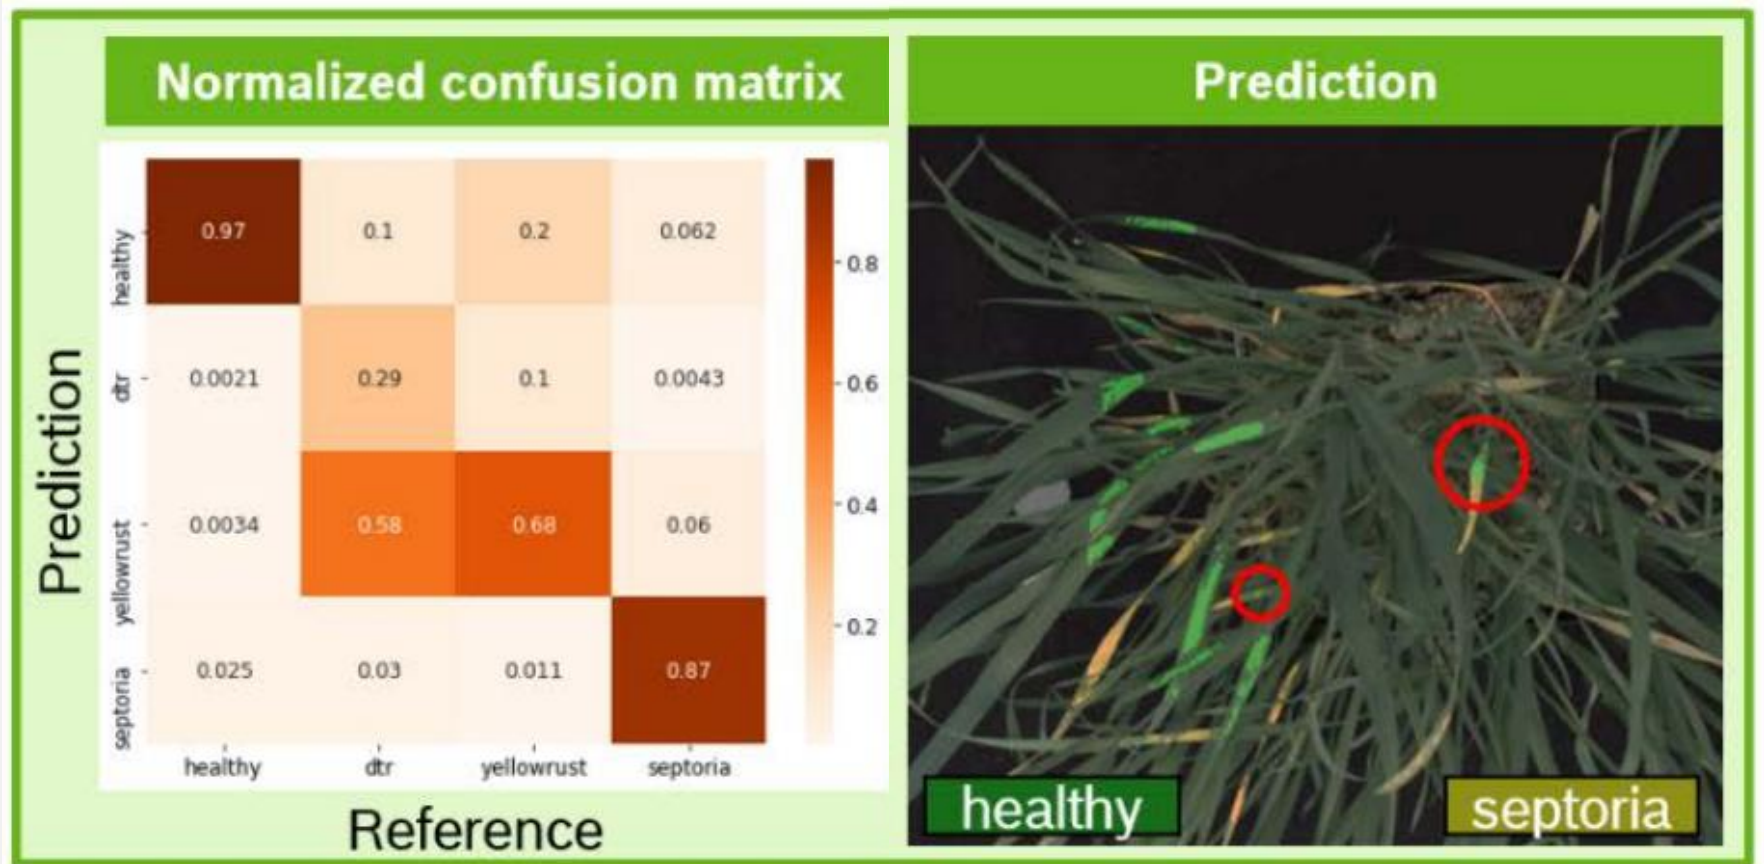 Normalized confusion matrix
Prediction
Prediction
healthy
dtr
yellowrust
septoria
0.97 0.1 0.2 0.062
0.0021 0.29 0.1 0.0043
0.0034 0.58 0.68 0.06
0.025 0.03 0.011 0.87
0.8
0.6
0.4
0.2
healthy dtr yellowrust septoria
Reference
healthy
septoria